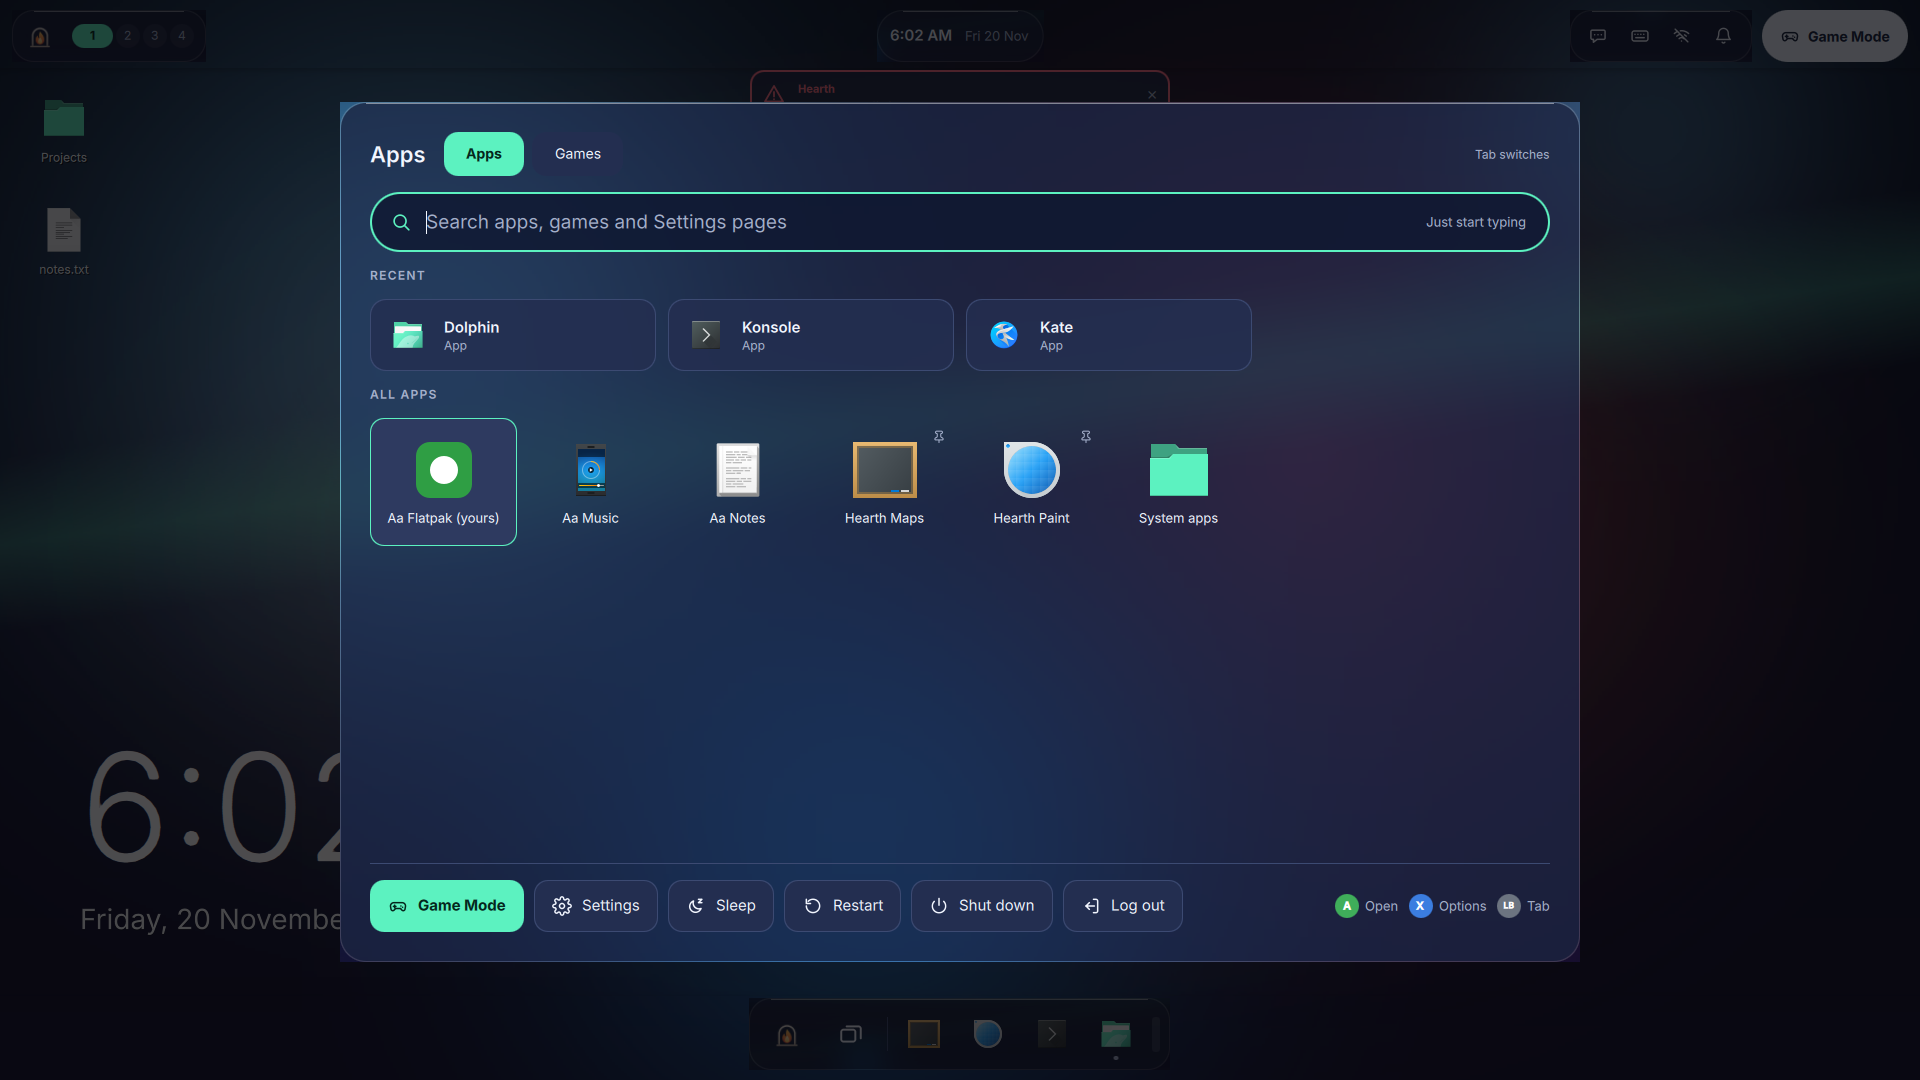 1 2 3 4
6:02 AM Fri 20 Nov
Game Mode
Hearth
Projects
notes.txt
Apps Apps Games Tab switches
Search apps, games and Settings pages Just start typing
RECENT
Dolphin
App
Konsole
App
Kate
App
ALL APPS
Aa Flatpak (yours) Aa Music Aa Notes Hearth Maps Hearth Paint System apps
6:02
Friday, 20 Novembe
Game Mode Settings Sleep Restart Shut down Log out A Open X Options LB Tab